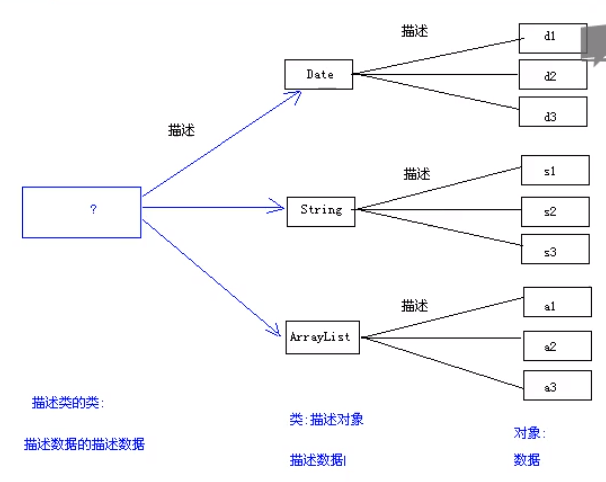 描述
d1
Date
d2
d3
描述
描述
s1
?
String
s2
s3
描述
a1
ArrayList
a2
a3
描述类的类:
描述数据的描述数据
类:描述对象
描述数据
对象:
数据